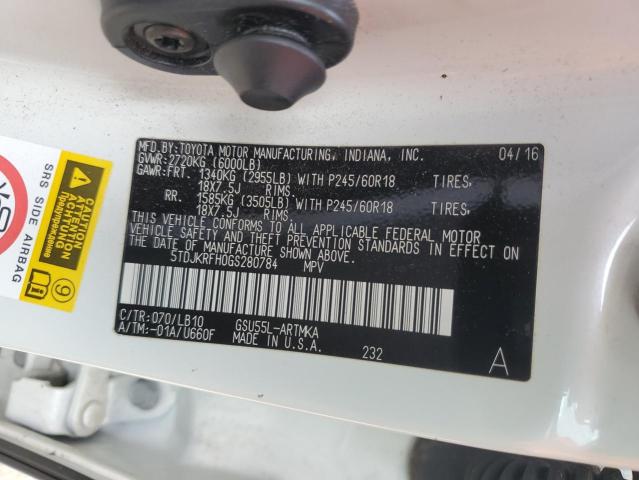 MFD.BY:TOYOTA MOTOR MANUFACTURING, INDIANA, INC. 04/16
GVWR:2720KG (6000LB)
GAWR:FRT. 1340KG (2955LB) WITH P245/60R18 TIRES,
18X7.5J RIMS.
RR. 1585KG (3505LB) WITH P245/60R18 TIRES,
18X7.5J RIMS.
THIS VEHICLE CONFORMS TO ALL APPLICABLE FEDERAL MOTOR
VEHICLE SAFETY AND THEFT PREVENTION STANDARDS IN EFFECT ON
THE DATE OF MANUFACTURE SHOWN ABOVE.
5TDJKRFH0GS280784 MPV
C/TR:070/LB10 GSU55L-ARTMKA
A/TM:-01A/U660F MADE IN U.S.A. 232 A
SRS SIDE AIRBAG
CAUTION
ATTENTION
ACHTUNG
Предупреждение